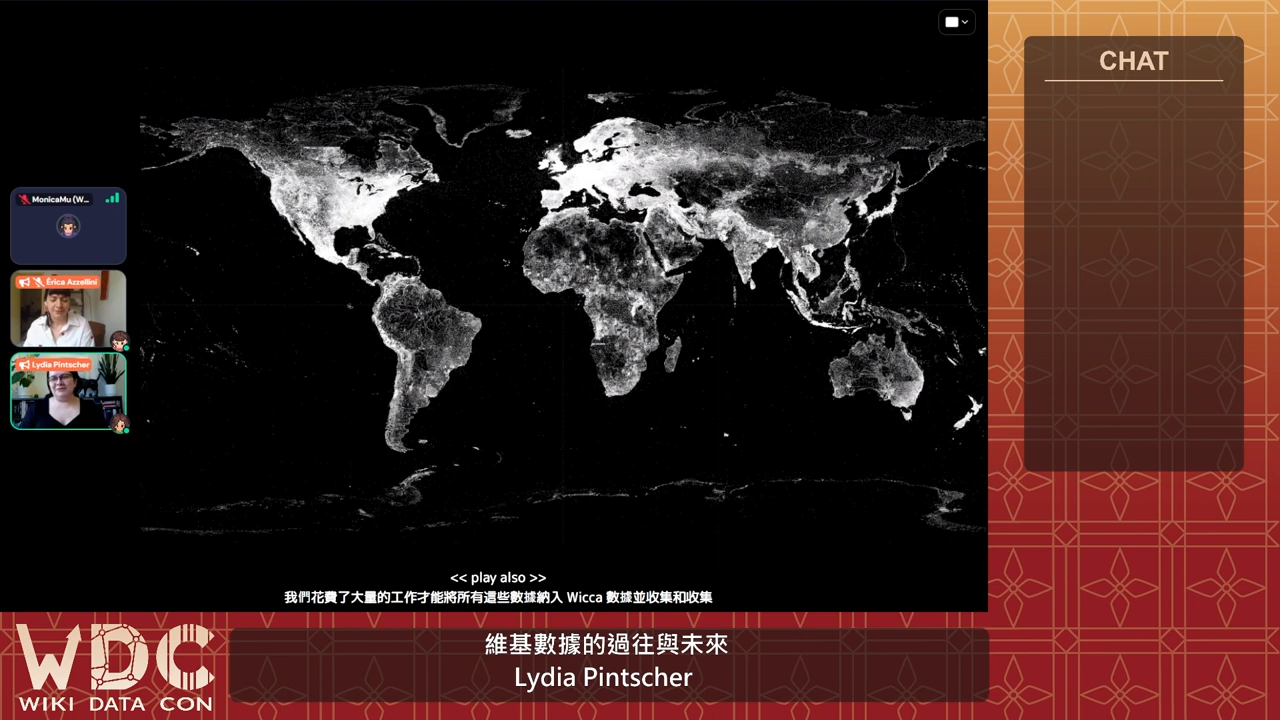 CHAT
MonicaMu (W...
Érica Azzellini
Lydia Pintscher
<< play also >>
我們花費了大量的工作才能將所有這些數據納入 Wicca 數據並收集和收集
維基數據的過往與未來
Lydia Pintscher
WDC
WIKI DATA CON